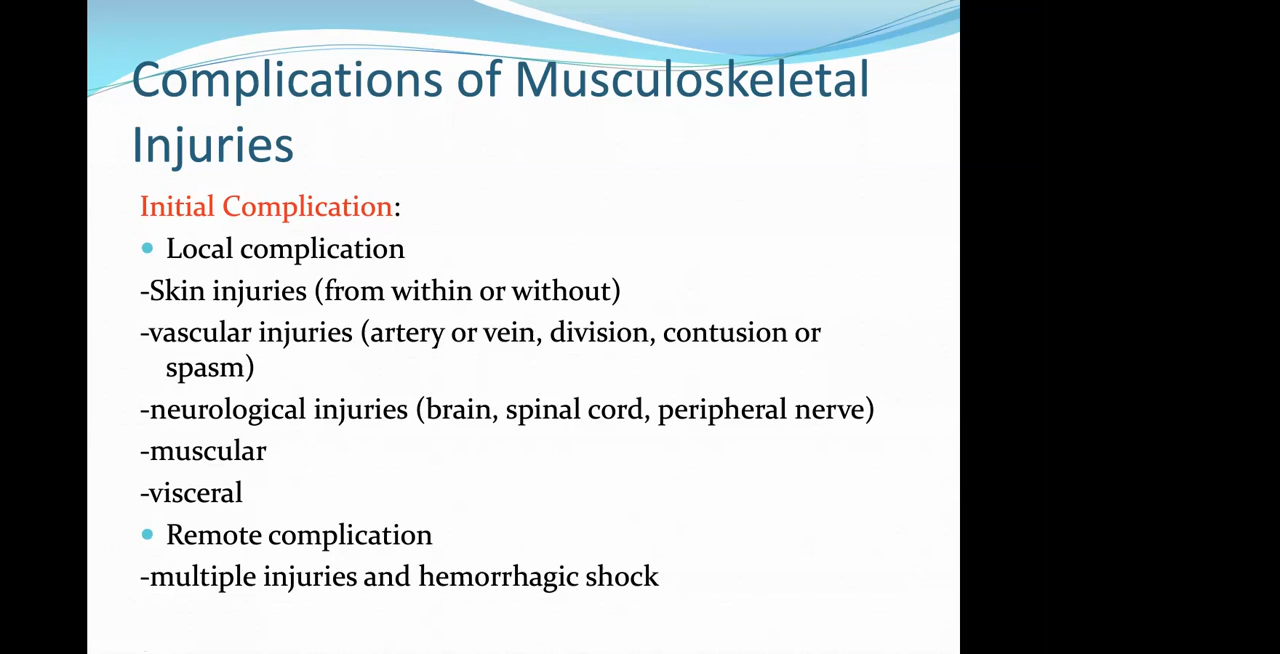 Complications of Musculoskeletal
Injuries
Initial Complication:
• Local complication
-Skin injuries (from within or without)
-vascular injuries (artery or vein, division, contusion or
spasm)
-neurological injuries (brain, spinal cord, peripheral nerve)
-muscular
-visceral
• Remote complication
-multiple injuries and hemorrhagic shock